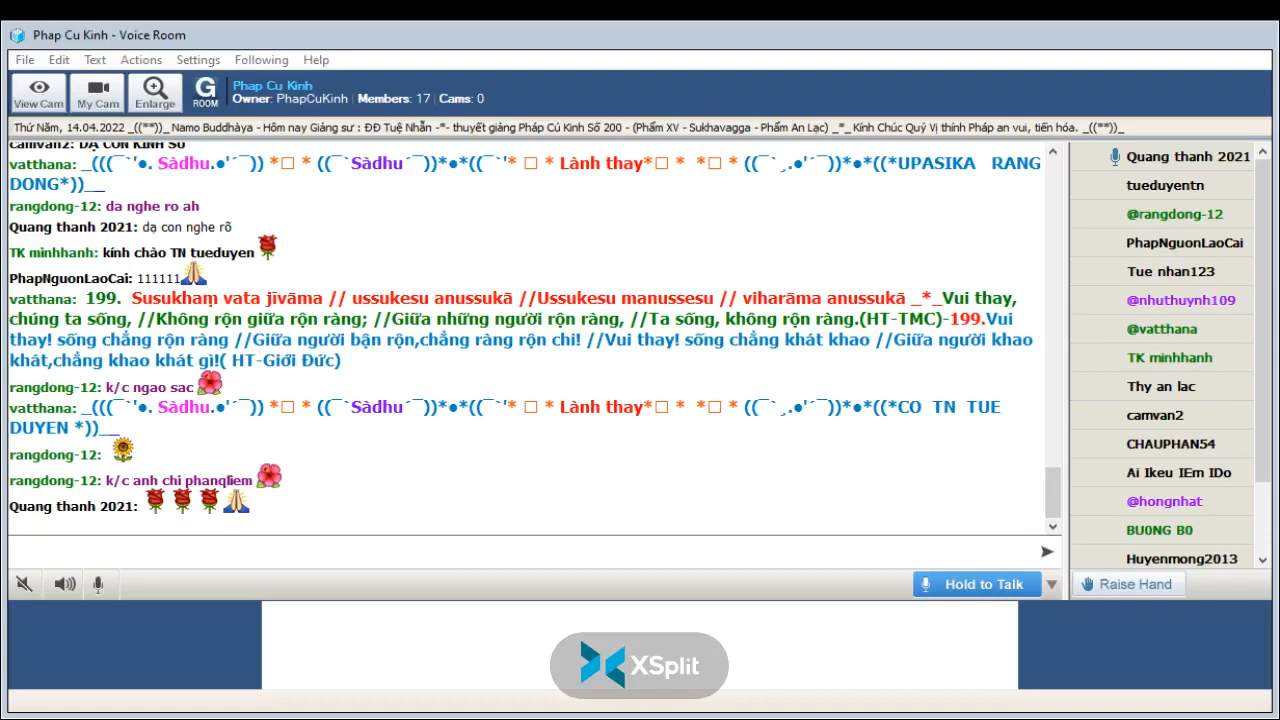 Phap Cu Kinh - Voice Room
File Edit Text Actions Settings Following Help
View Cam My Cam Enlarge G ROOM
Phap Cu Kinh
Owner: PhapCuKinh | Members: 17 | Cams: 0
Thứ Năm, 14.04.2022 _((**))_ Namo Buddhàya - Hôm nay Giảng sư : ĐĐ Tuệ Nhẫn -*- thuyết giảng Pháp Cú Kinh Số 200 - (Phẩm XV - Sukhavagga - Phẩm An Lạc) _*_ Kính Chúc Quý Vị thính Pháp an vui, tiến hóa. _((**))_
camvan2: DẠ CON KINH SU
vatthana: _(((¯`'●. Sàdhu.●'´¯)) *□ * ((¯`Sàdhu´¯))*●*((¯`'* □ * Lành thay*□ * *□ * ((¯` ¸.●'´¯))*●*((*UPASIKA RANG
DONG*))__
rangdong-12: da nghe ro ah
Quang thanh 2021: dạ con nghe rõ
TK minhhanh: kính chào TN tueduyen
PhapNguonLaoCai: 111111
vatthana: 199. Susukhaṃ vata jīvāma // ussukesu anussukā //Ussukesu manussesu // viharāma anussukā _*_Vui thay,
chúng ta sống, //Không rộn giữa rộn ràng; //Giữa những người rộn ràng, //Ta sống, không rộn ràng.(HT-TMC)-199.Vui
thay! sống chẳng rộn ràng //Giữa người bận rộn,chẳng ràng rộn chi! //Vui thay! sống chẳng khát khao //Giữa người khao
khát,chẳng khao khát gì!( HT-Giới Đức)
rangdong-12: k/c ngao sac
vatthana: _(((¯`'●. Sàdhu.●'´¯)) *□ * ((¯`Sàdhu´¯))*●*((¯`'* □ * Lành thay*□ * *□ * ((¯` ¸.●'´¯))*●*((*CO TN TUE
DUYEN *))__
rangdong-12:
rangdong-12: k/c anh chi phanqliem
Quang thanh 2021:
Quang thanh 2021
tueduyentn
@rangdong-12
PhapNguonLaoCai
Tue nhan123
@nhuthuynh109
@vatthana
TK minhhanh
Thy an lac
camvan2
CHAUPHAN54
Ai Ikeu IEm IDo
@hongnhat
BU0NG B0
Huyenmong2013
Hold to Talk
Raise Hand
XSplit